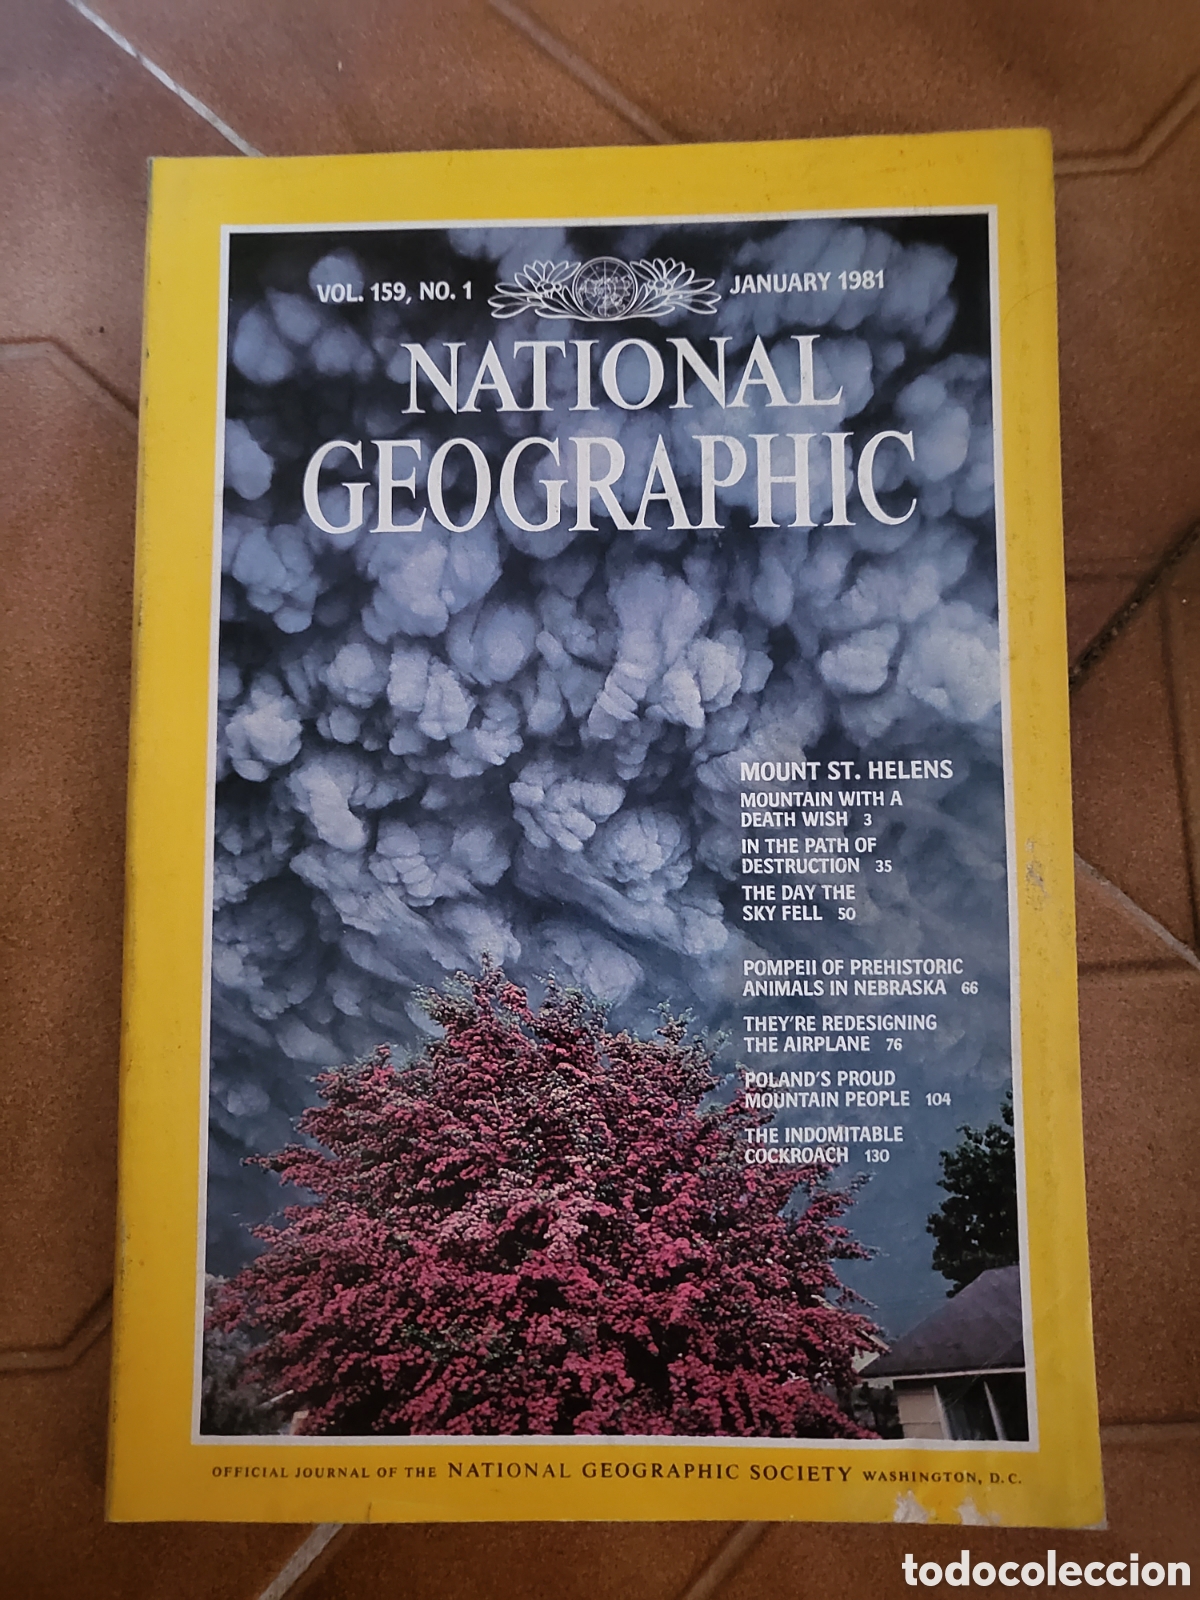 VOL. 159, NO. 1
JANUARY 1981
NATIONAL
GEOGRAPHIC
MOUNT ST. HELENS
MOUNTAIN WITH A
DEATH WISH 3
IN THE PATH OF
DESTRUCTION 35
THE DAY THE
SKY FELL 50
POMPEII OF PREHISTORIC
ANIMALS IN NEBRASKA 66
THEY'RE REDESIGNING
THE AIRPLANE 76
POLAND'S PROUD
MOUNTAIN PEOPLE 104
THE INDOMITABLE
COCKROACH 130
OFFICIAL JOURNAL OF THE NATIONAL GEOGRAPHIC SOCIETY WASHINGTON, D.C.
todocoleccion